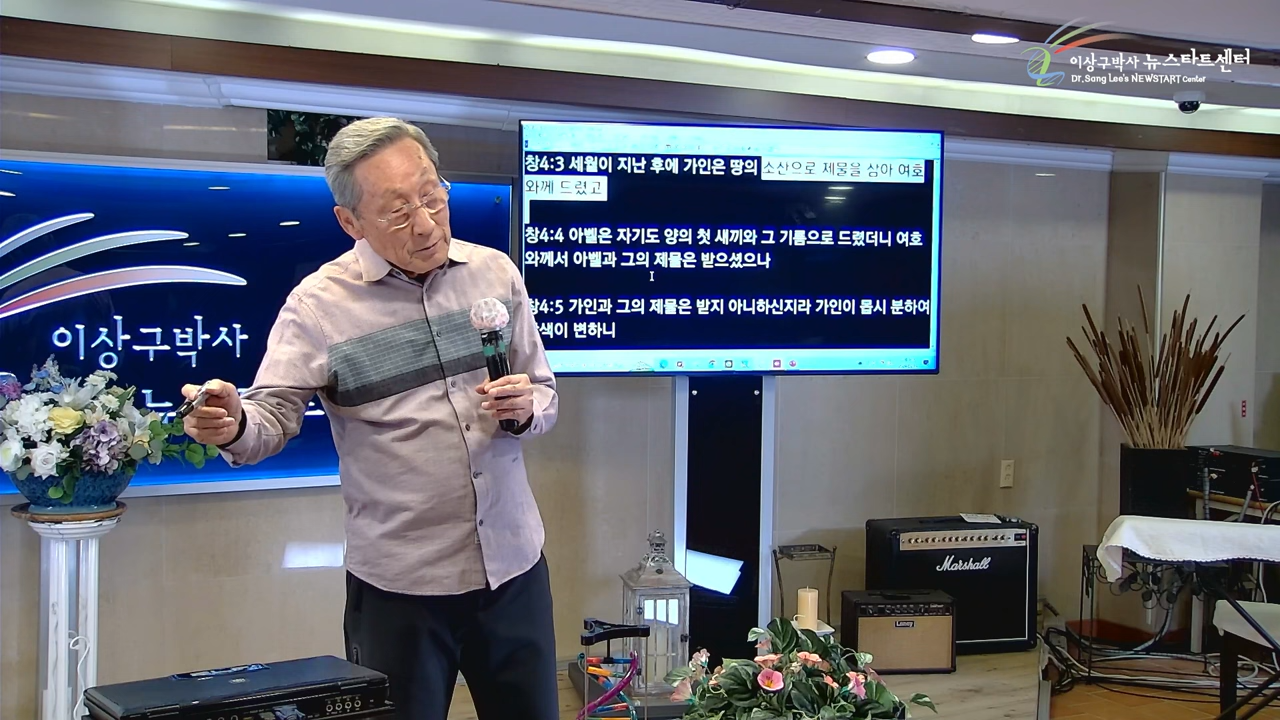 이상구박사 뉴스타트센터
Dr. Sang Lee's NEWSTART Center
창4:3 세월이 지난 후에 가인은 땅의 소산으로 제물을 삼아 여호
와께 드렸고
창4:4 아벨은 자기도 양의 첫 새끼와 그 기름으로 드렸더니 여호
와께서 아벨과 그의 제물은 받으셨으나
창4:5 가인과 그의 제물은 받지 아니하신지라 가인이 몹시 분하여
색이 변하니
이상구박사
Marshall
Laney